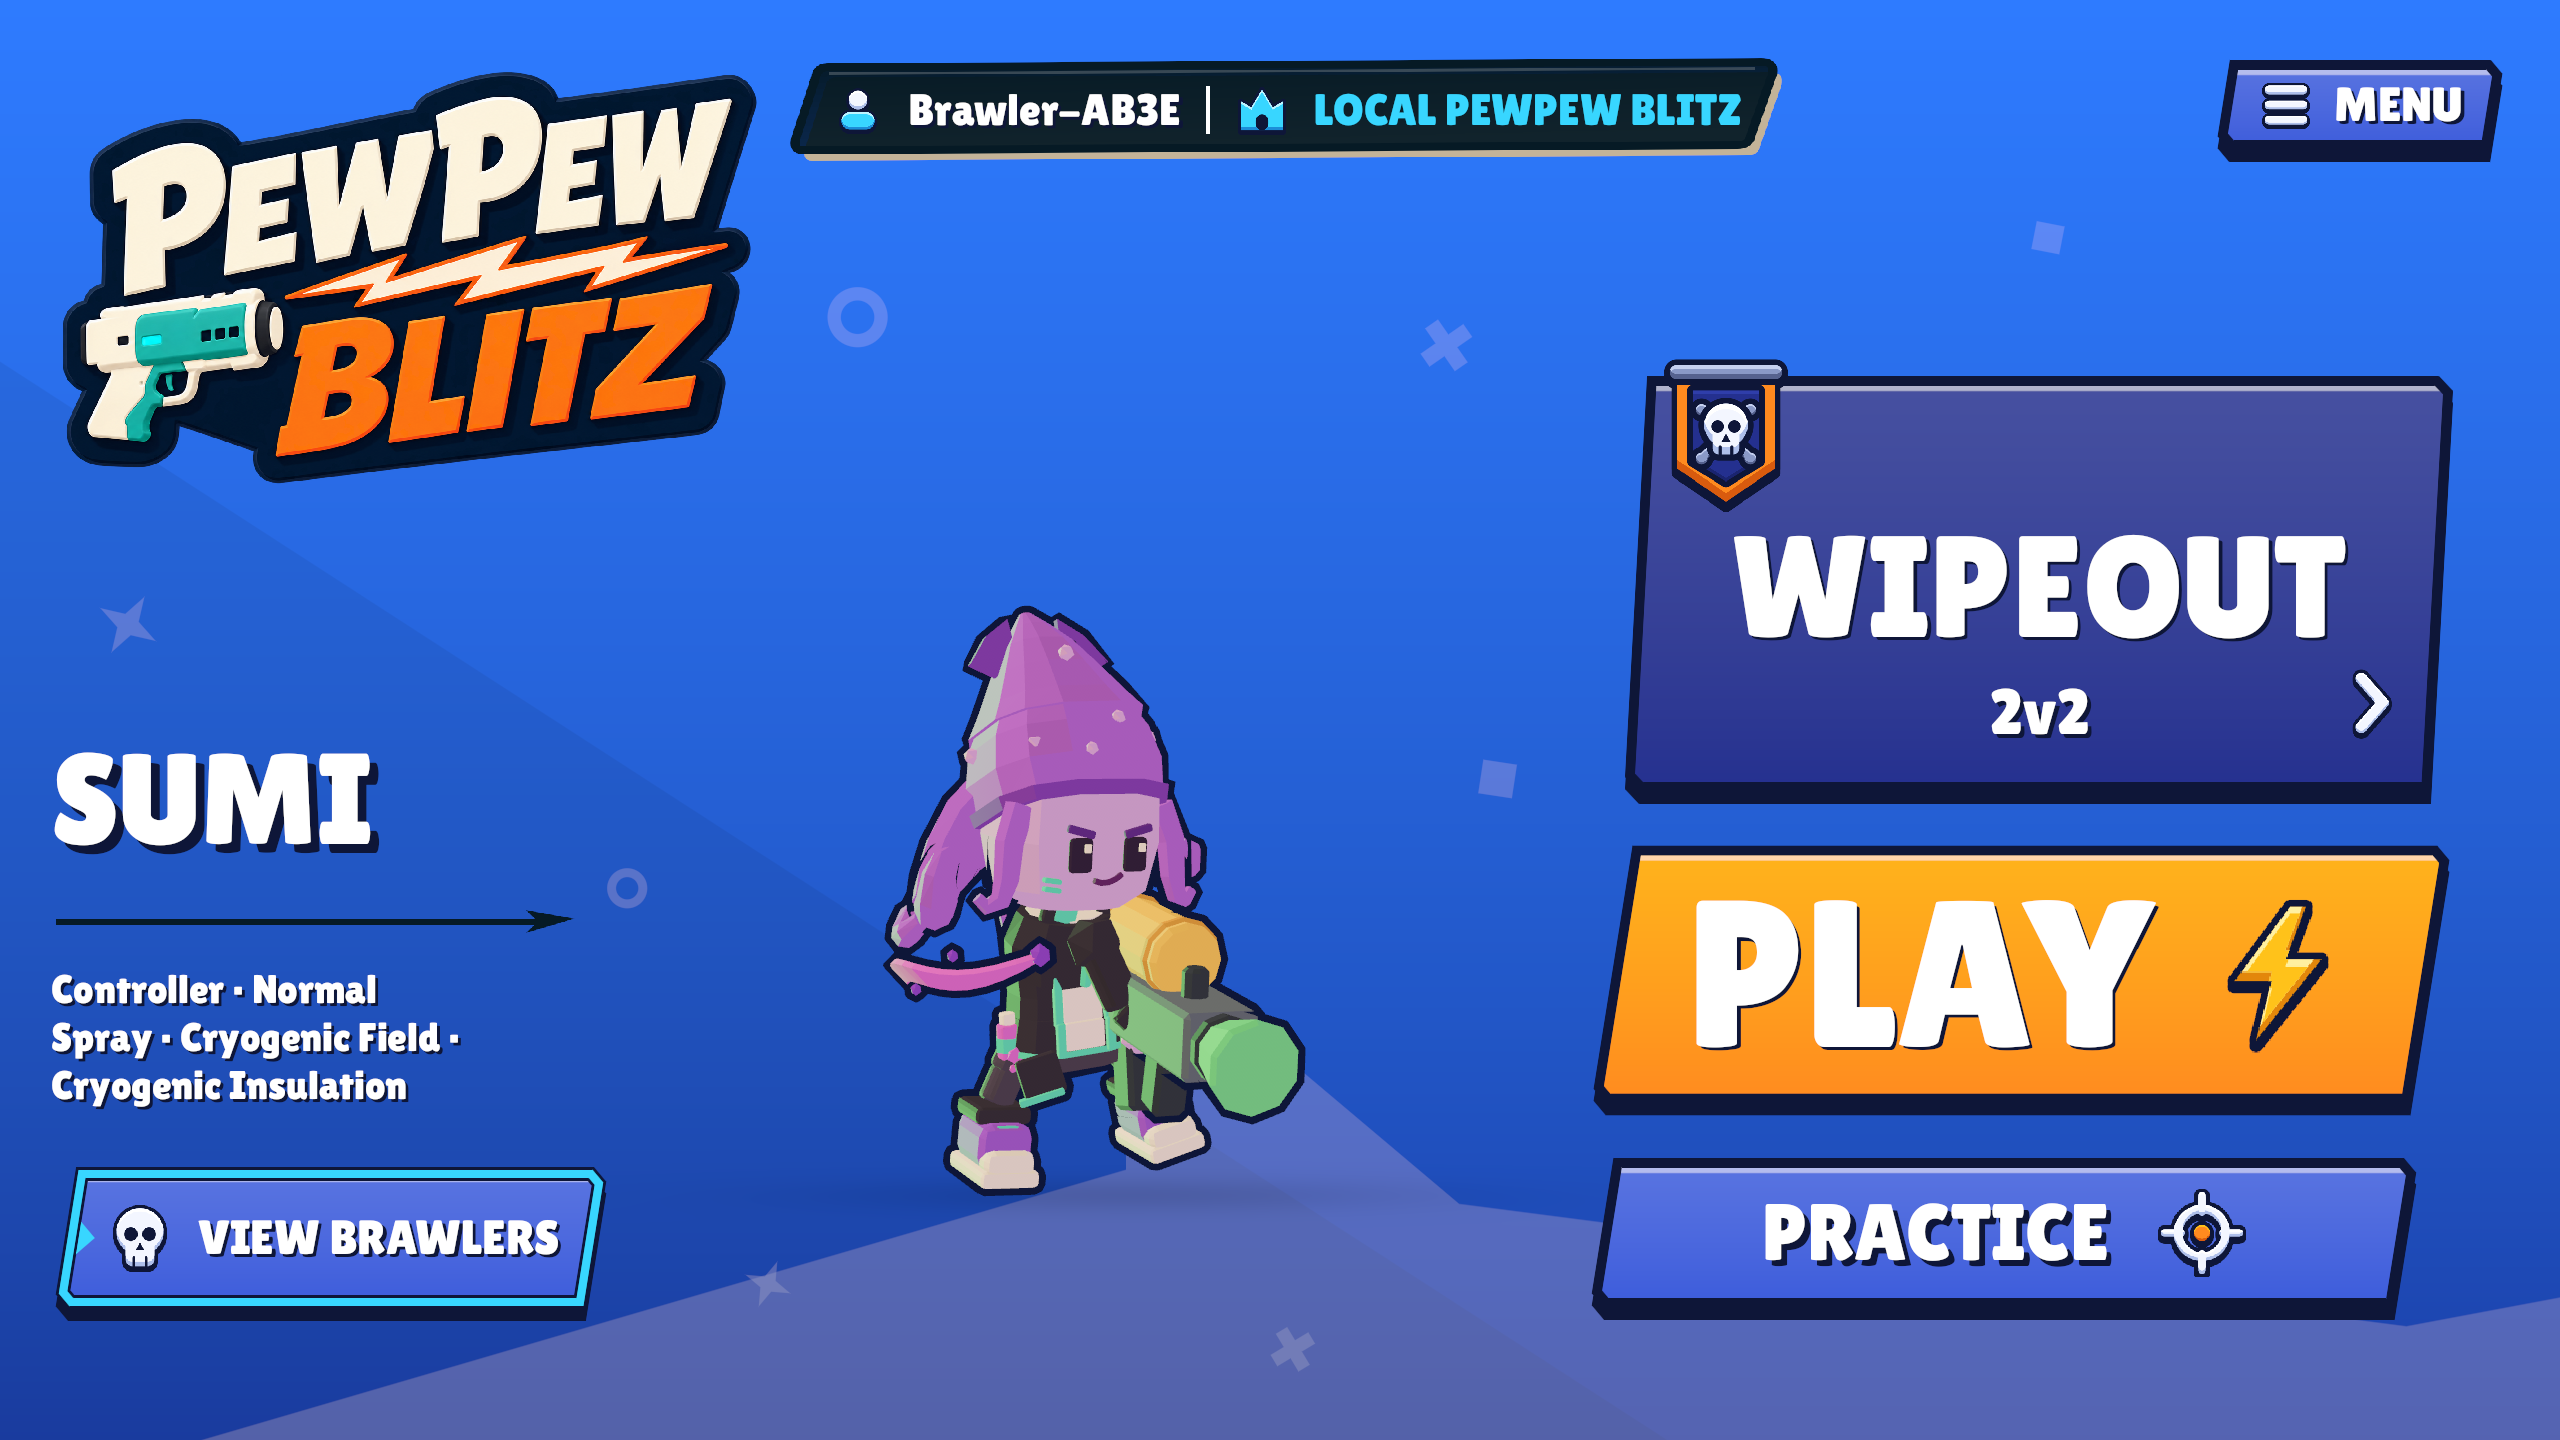 PEWPEW
BLITZ
Brawler-AB3E
LOCAL PEWPEW BLITZ
MENU
WIPEOUT
2v2
SUMI
Controller · Normal
Spray · Cryogenic Field ·
Cryogenic Insulation
VIEW BRAWLERS
PLAY
PRACTICE